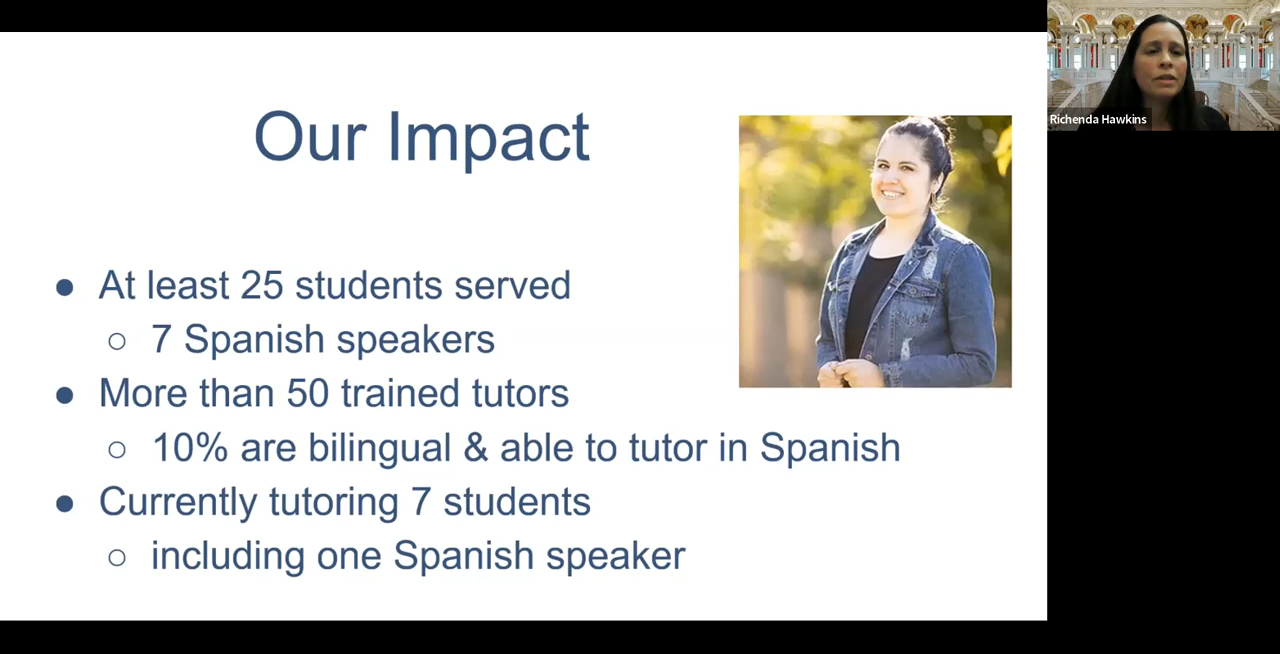 Our Impact
● At least 25 students served
○ 7 Spanish speakers
● More than 50 trained tutors
○ 10% are bilingual & able to tutor in Spanish
● Currently tutoring 7 students
○ including one Spanish speaker
Richenda Hawkins